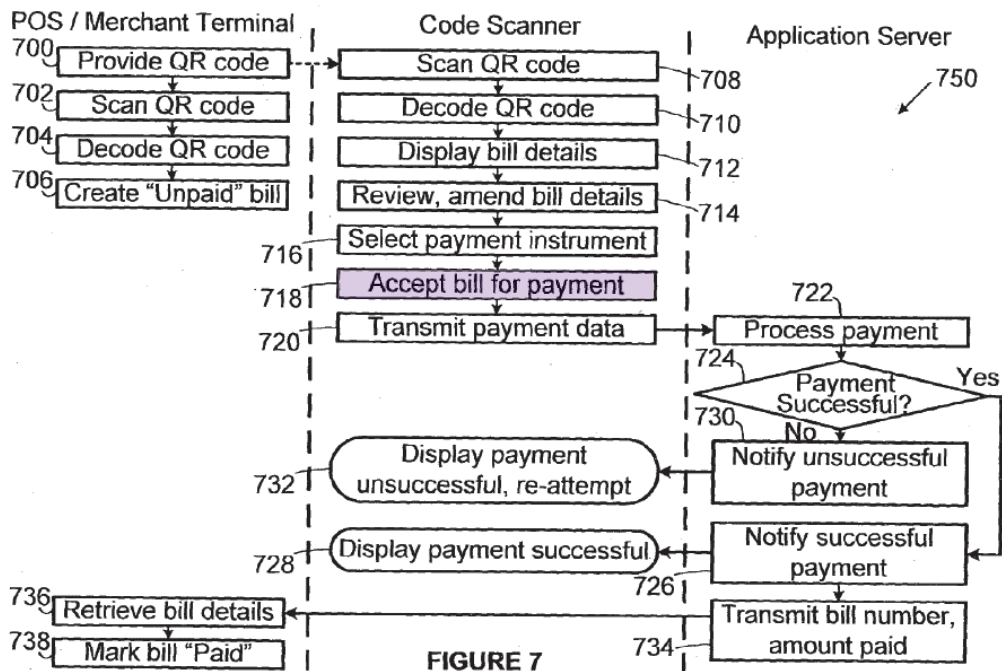 POS / Merchant Terminal
Code Scanner
Application Server
700
Provide QR code
Scan QR code
708
750
702
Scan QR code
Decode QR code
710
704
Decode QR code
Display bill details
712
706
Create “Unpaid” bill
Review, amend bill details
714
716
Select payment instrument
718
Accept bill for payment
722
720
Transmit payment data
Process payment
724
Payment
Successful?
Yes
730
No
Display payment
unsuccessful, re-attempt
732
Notify unsuccessful
payment
Display payment successful
728
Notify successful
payment
726
736
Retrieve bill details
Transmit bill number,
amount paid
734
738
Mark bill “Paid”
FIGURE 7